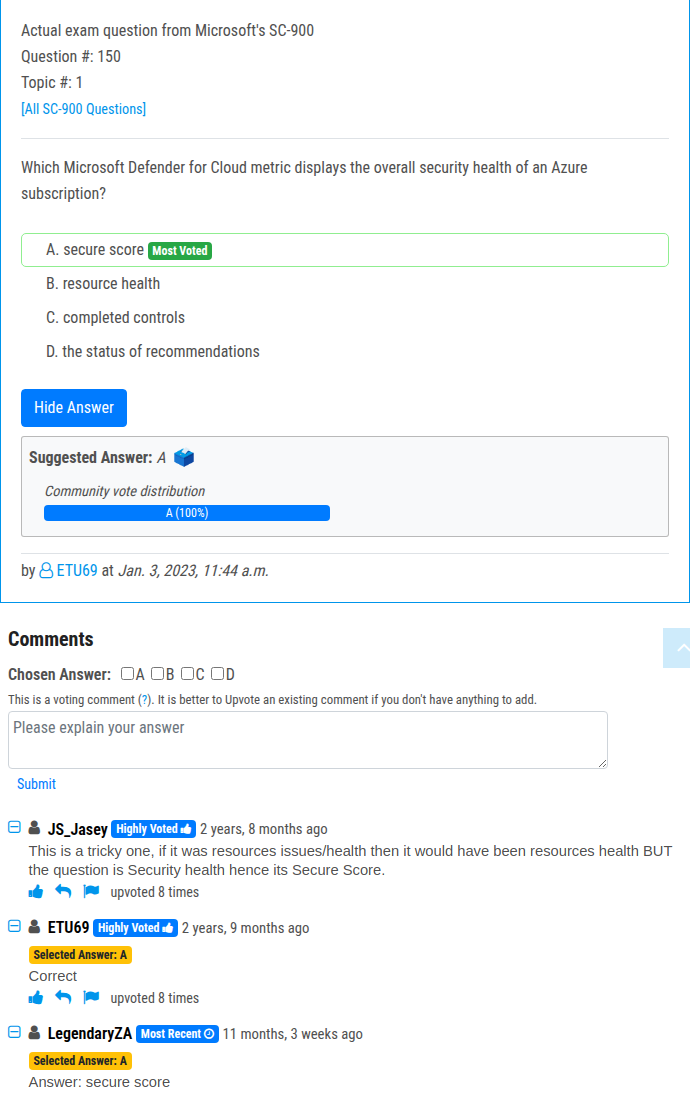 Actual exam question from Microsoft's SC-900
Question #: 150
Topic #: 1
[All SC-900 Questions]
Which Microsoft Defender for Cloud metric displays the overall security health of an Azure
subscription?
A. secure score Most Voted
B. resource health
C. completed controls
D. the status of recommendations
Hide Answer
Suggested Answer: A
Community vote distribution
A (100%)
by ETU69 at Jan. 3, 2023, 11:44 a.m.
Comments
Chosen Answer: A B C D
This is a voting comment (?). It is better to Upvote an existing comment if you don't have anything to add.
Please explain your answer
Submit
JS_Jasey Highly Voted 2 years, 8 months ago
This is a tricky one, if it was resources issues/health then it would have been resources health BUT
the question is Security health hence its Secure Score.
upvoted 8 times
ETU69 Highly Voted 2 years, 9 months ago
Selected Answer: A
Correct
upvoted 8 times
LegendaryZA Most Recent 11 months, 3 weeks ago
Selected Answer: A
Answer: secure score